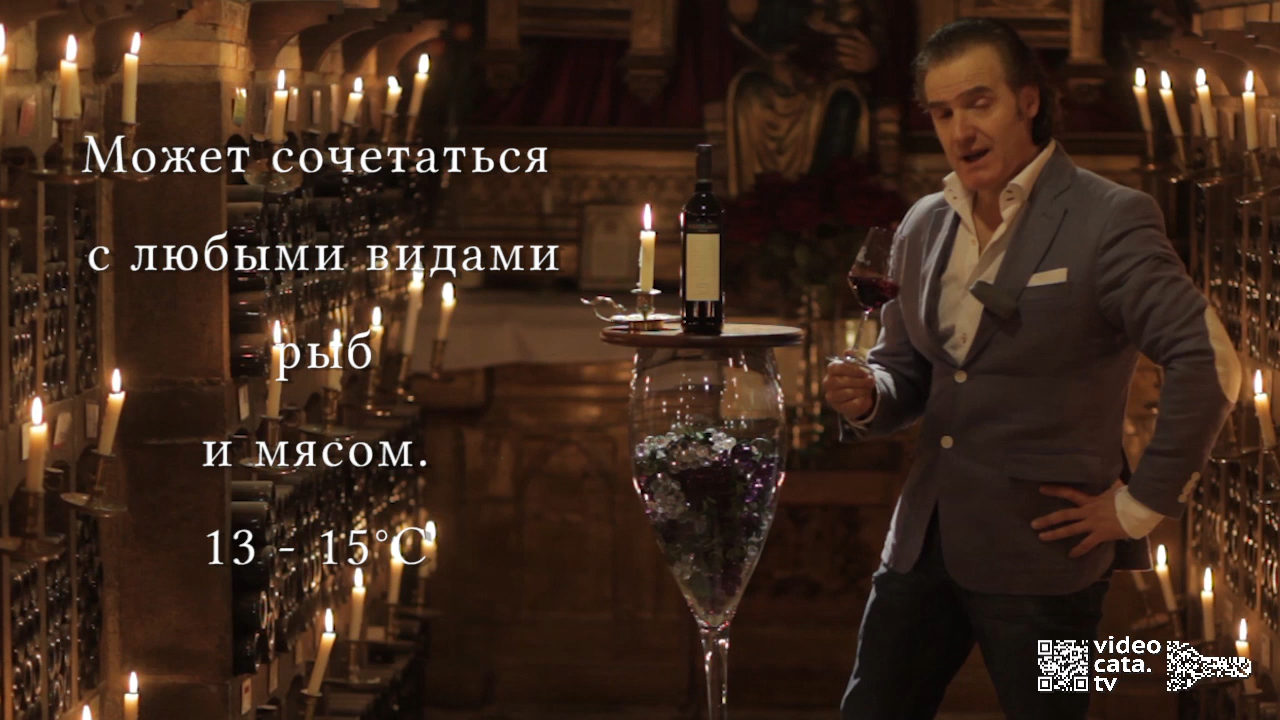 Может сочетаться
с любыми видами
рыб
и мясом.
13 - 15°C
video
cata.
tv